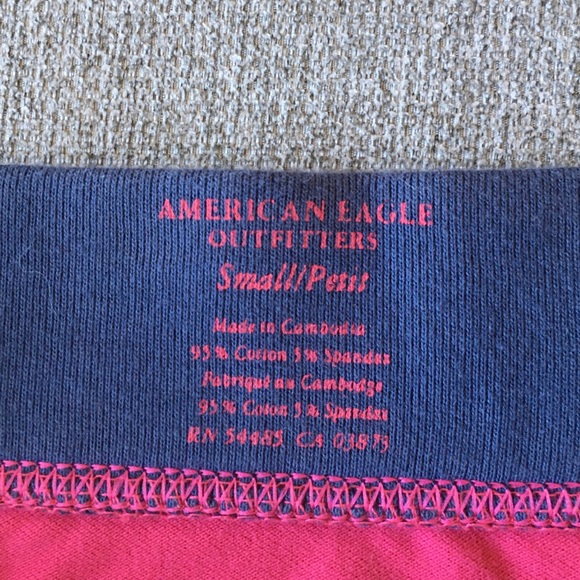 AMERICAN EAGLE
OUTFITTERS
Small/Petit
Made in Cambodia
95% Cotton 5% Spandex
Fabriqué au Cambodge
95% Coton 5% Spandex
RN 54485, CA 03875